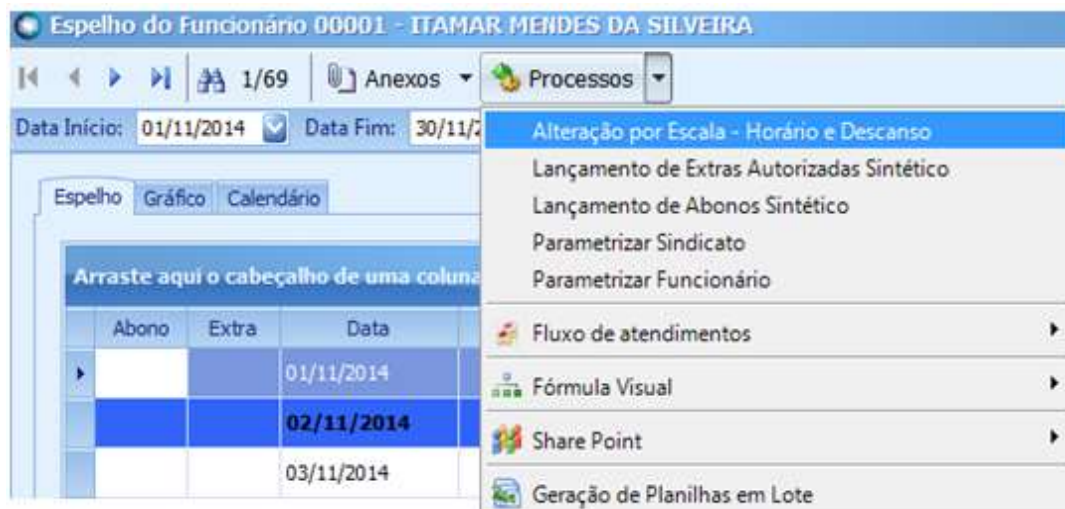 Espelho do Funcionário 00001 - ITAMAR MENDES DA SILVEIRA
1/69 Anexos Processos
Data Início: 01/11/2014 Data Fim: 30/11/2
Alteração por Escala - Horário e Descanso
Lançamento de Extras Autorizadas Sintético
Lançamento de Abonos Sintético
Parametrizar Sindicato
Parametrizar Funcionário
Fluxo de atendimentos
Fórmula Visual
Share Point
Geração de Planilhas em Lote
Espelho Gráfico Calendário
Arraste aqui o cabeçalho de uma coluna
Abono Extra Data
01/11/2014
02/11/2014
03/11/2014